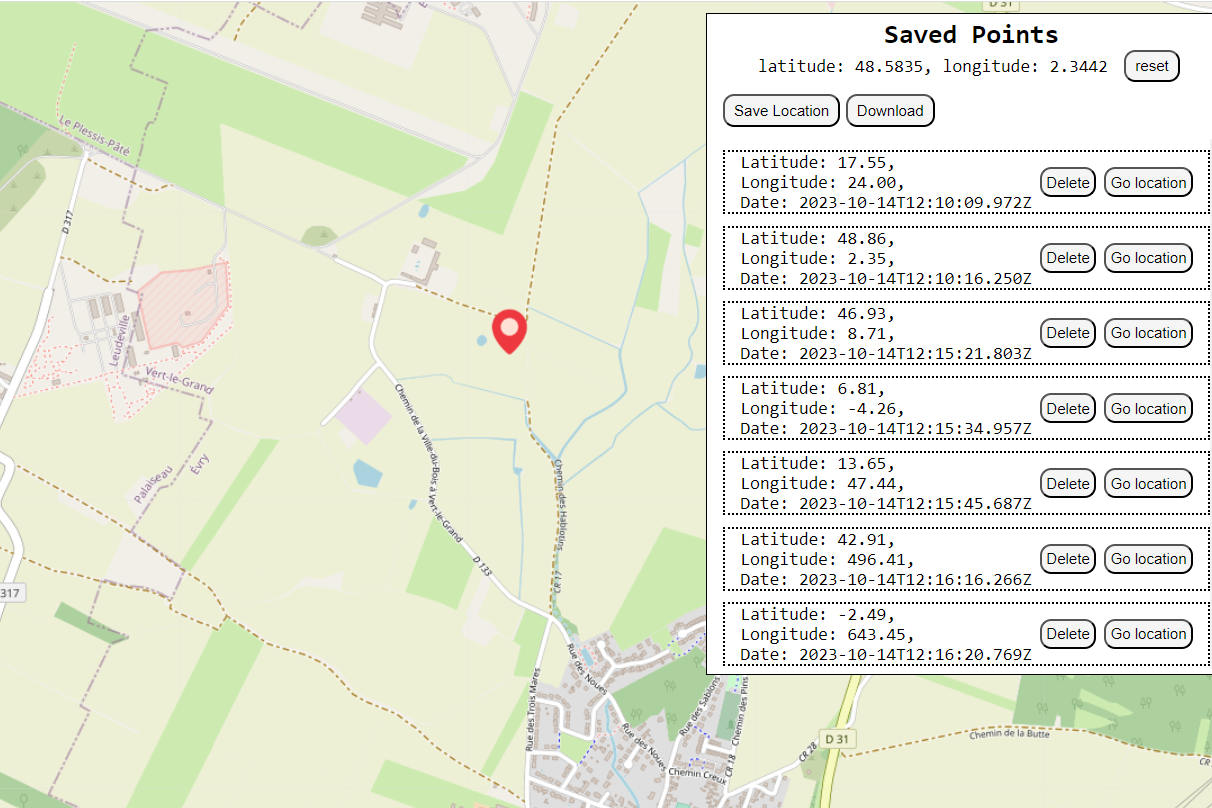 D 31
Saved Points
latitude: 48.5835, longitude: 2.3442 reset
Save Location Download
Latitude: 17.55,
Longitude: 24.00,
Date: 2023-10-14T12:10:09.972Z
Delete Go location
Latitude: 48.86,
Longitude: 2.35,
Date: 2023-10-14T12:10:16.250Z
Delete Go location
Latitude: 46.93,
Longitude: 8.71,
Date: 2023-10-14T12:15:21.803Z
Delete Go location
Latitude: 6.81,
Longitude: -4.26,
Date: 2023-10-14T12:15:34.957Z
Delete Go location
Latitude: 13.65,
Longitude: 47.44,
Date: 2023-10-14T12:15:45.687Z
Delete Go location
Latitude: 42.91,
Longitude: 496.41,
Date: 2023-10-14T12:16:16.266Z
Delete Go location
Latitude: -2.49,
Longitude: 643.45,
Date: 2023-10-14T12:16:20.769Z
Delete Go location
Le Plessis-Pâté
D 317
Leudeville
Vert-le-Grand
Palaiseau
Évry
Chemin de la Ville-du-Bois à Vert-le-Grand
D 133
Chemin des Habiotins
CR 17
317
Rue des Trois Mares
Rue des Noues
Rue des Noues
Rue des Sablons
Chemin des Pins
CR 18
Chemin Creux
D 31
CR 28
Chemin de la Butte
CR